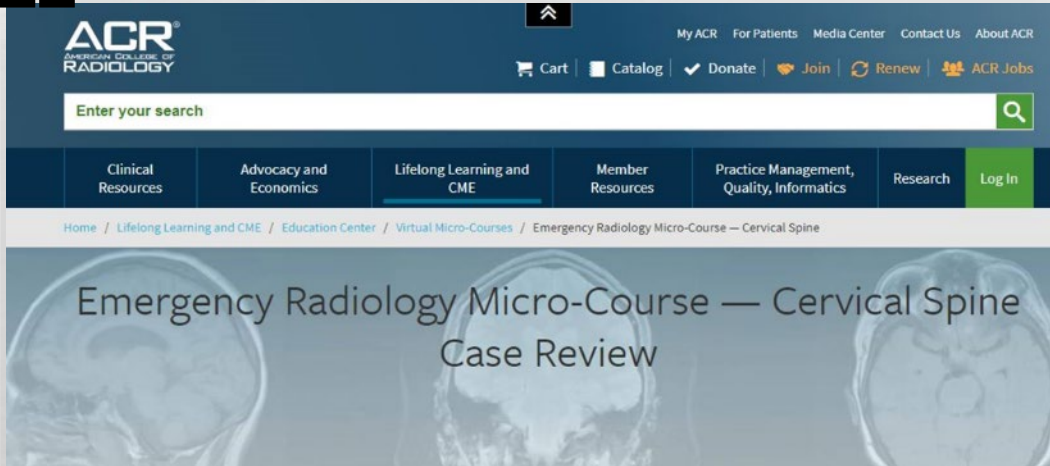 ACR®
AMERICAN COLLEGE OF
RADIOLOGY
My ACR For Patients Media Center Contact Us About ACR
Cart Catalog Donate Join Renew ACR Jobs
Enter your search
Clinical Resources
Advocacy and Economics
Lifelong Learning and CME
Member Resources
Practice Management, Quality, Informatics
Research
Log In
Home / Lifelong Learning and CME / Education Center / Virtual Micro-Courses / Emergency Radiology Micro-Course — Cervical Spine
Emergency Radiology Micro-Course — Cervical Spine
Case Review